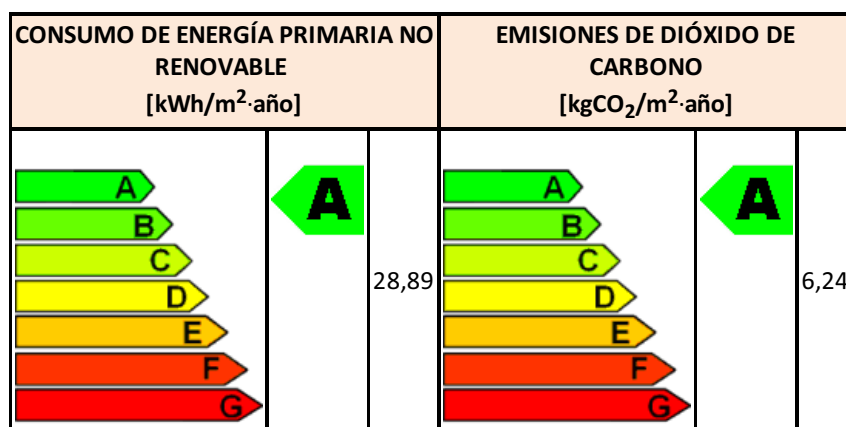 CONSUMO DE ENERGÍA PRIMARIA NO
RENOVABLE
[kWh/m²·año]
EMISIONES DE DIÓXIDO DE
CARBONO
[kgCO₂/m²·año]
A
B
C
D
E
F
G
A
28,89
A
B
C
D
E
F
G
A
6,24